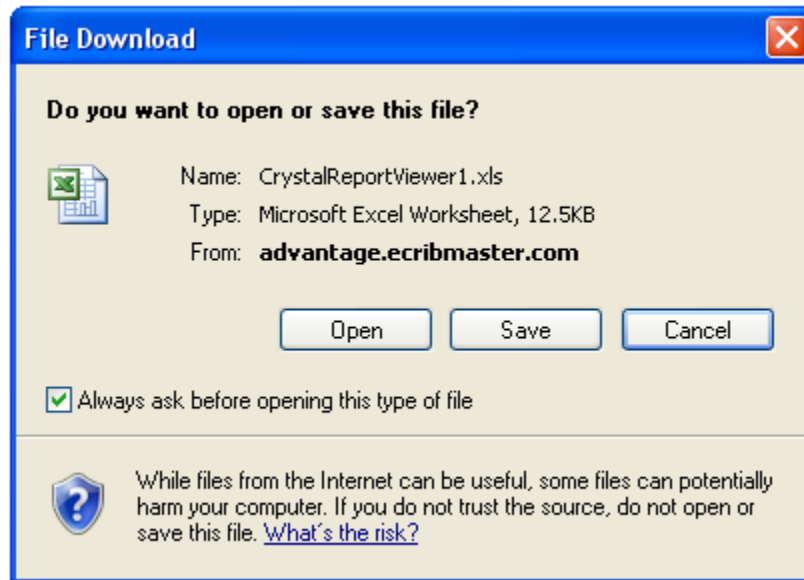 File Download
Do you want to open or save this file?
Name: CrystalReportViewer1.xls
Type: Microsoft Excel Worksheet, 12.5KB
From: advantage.ecribmaster.com
Open Save Cancel
Always ask before opening this type of file
While files from the Internet can be useful, some files can potentially
harm your computer. If you do not trust the source, do not open or
save this file. What's the risk?